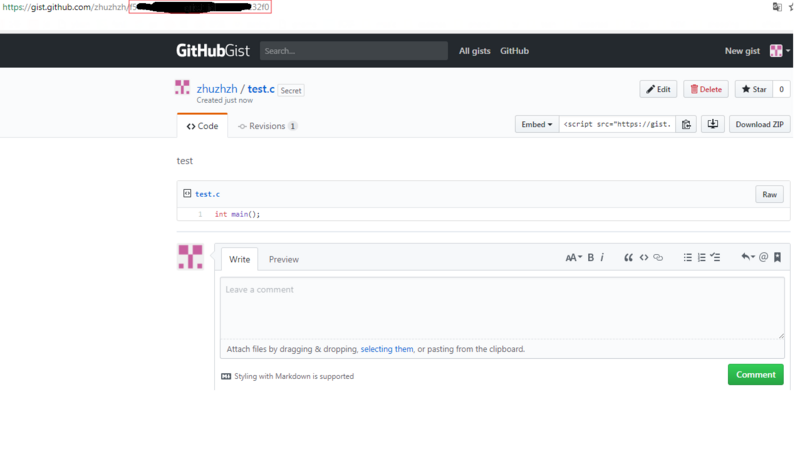 https://gist.github.com/zhuzhzh/f5 32f0
GitHubGist Search... All gists GitHub New gist
zhuzhzh / test.c Secret Edit Delete Star 0
Created just now
Code Revisions 1 Embed <script src="https://gist. Download ZIP
test
test.c Raw
1 int main();
Write Preview AA B i “ <> @
Leave a comment
Attach files by dragging & dropping, selecting them, or pasting from the clipboard.
Styling with Markdown is supported Comment